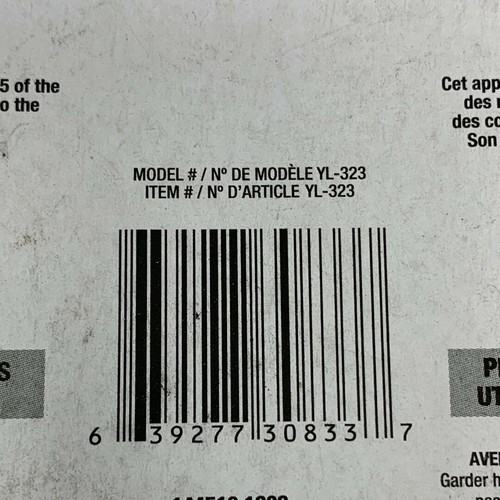 5 of the
o the
Cet app
des
des co
Son
MODEL # / Nº DE MODÈLE YL-323
ITEM # / Nº D'ARTICLE YL-323
6 39277 30833 7
S
P
UT
AVE
Garder h